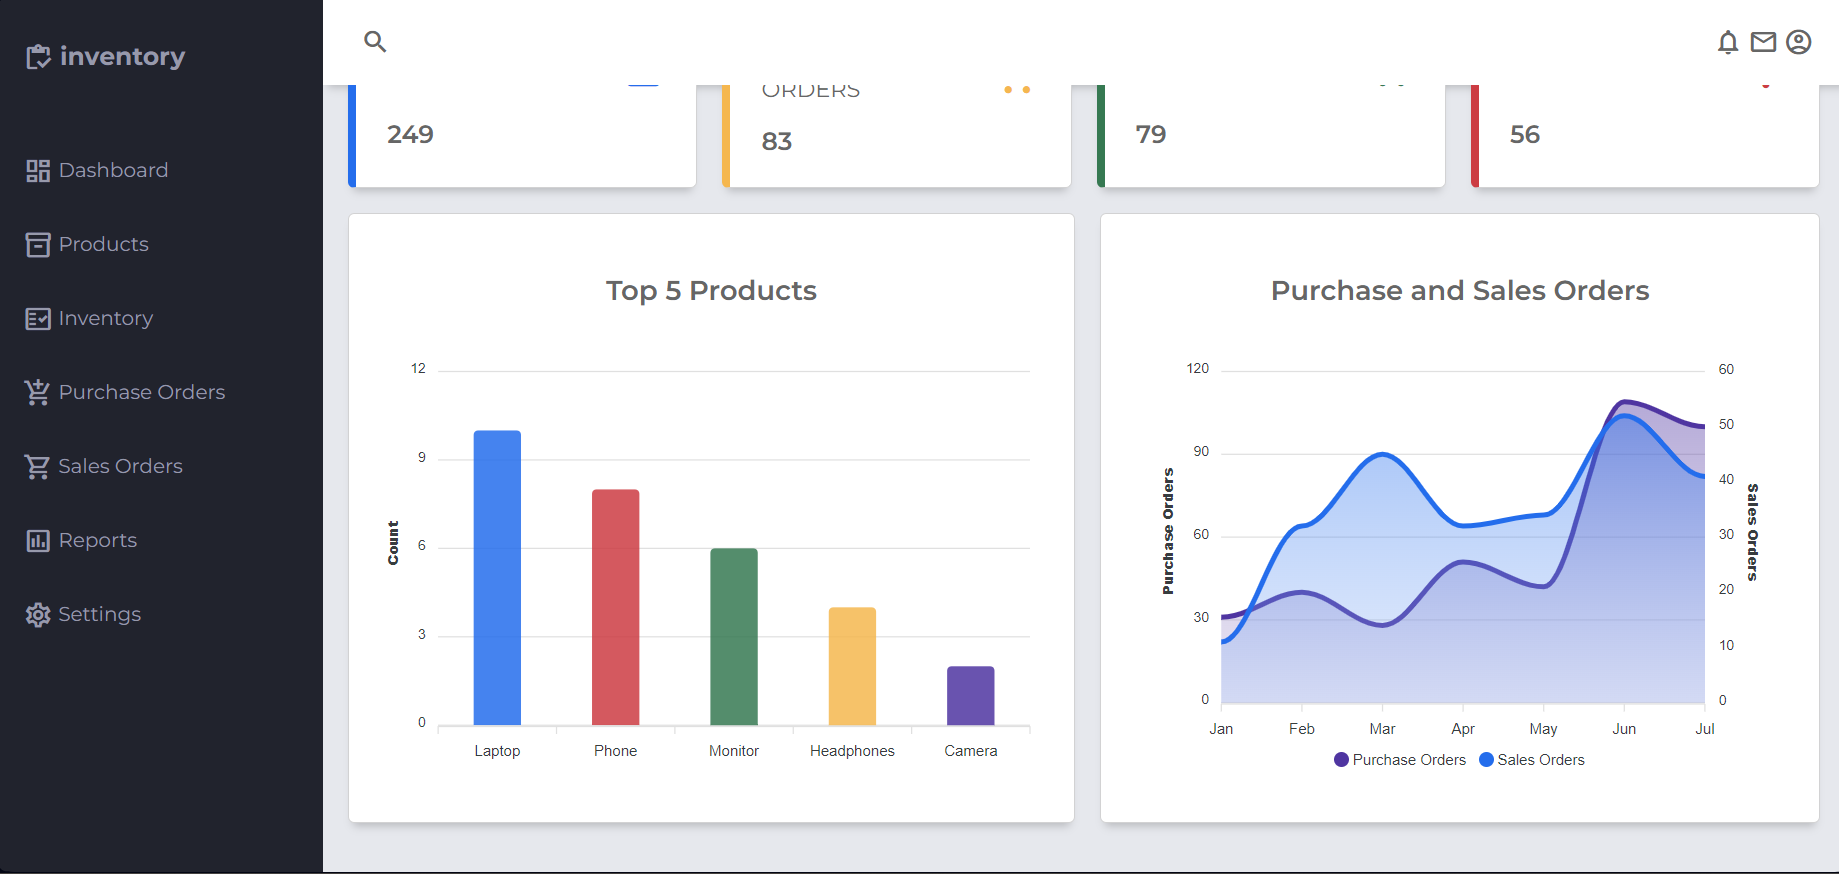 inventory
Dashboard
Products
Inventory
Purchase Orders
Sales Orders
Reports
Settings
ORDERS
249
83
79
56
Top 5 Products
12
9
6
3
0
Count
Laptop Phone Monitor Headphones Camera
Purchase and Sales Orders
120
90
60
30
0
Purchase Orders
60
50
40
30
20
10
0
Sales Orders
Jan Feb Mar Apr May Jun Jul
Purchase Orders Sales Orders